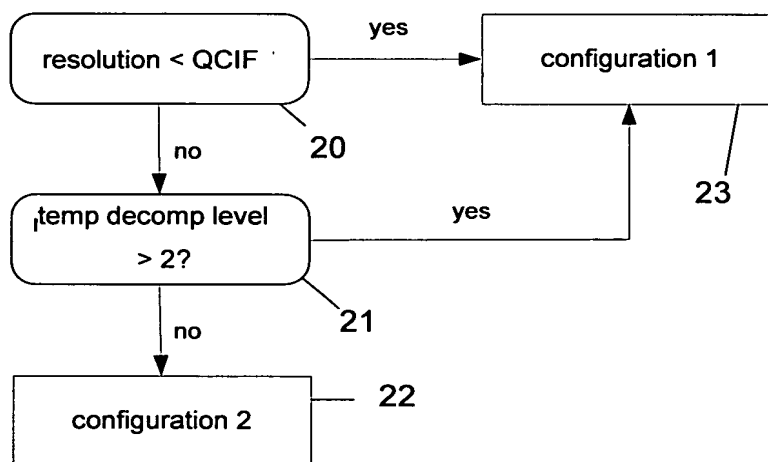 resolution < QCIF
yes
configuration 1
20
no
23
temp decomp level
> 2?
yes
21
no
configuration 2
22